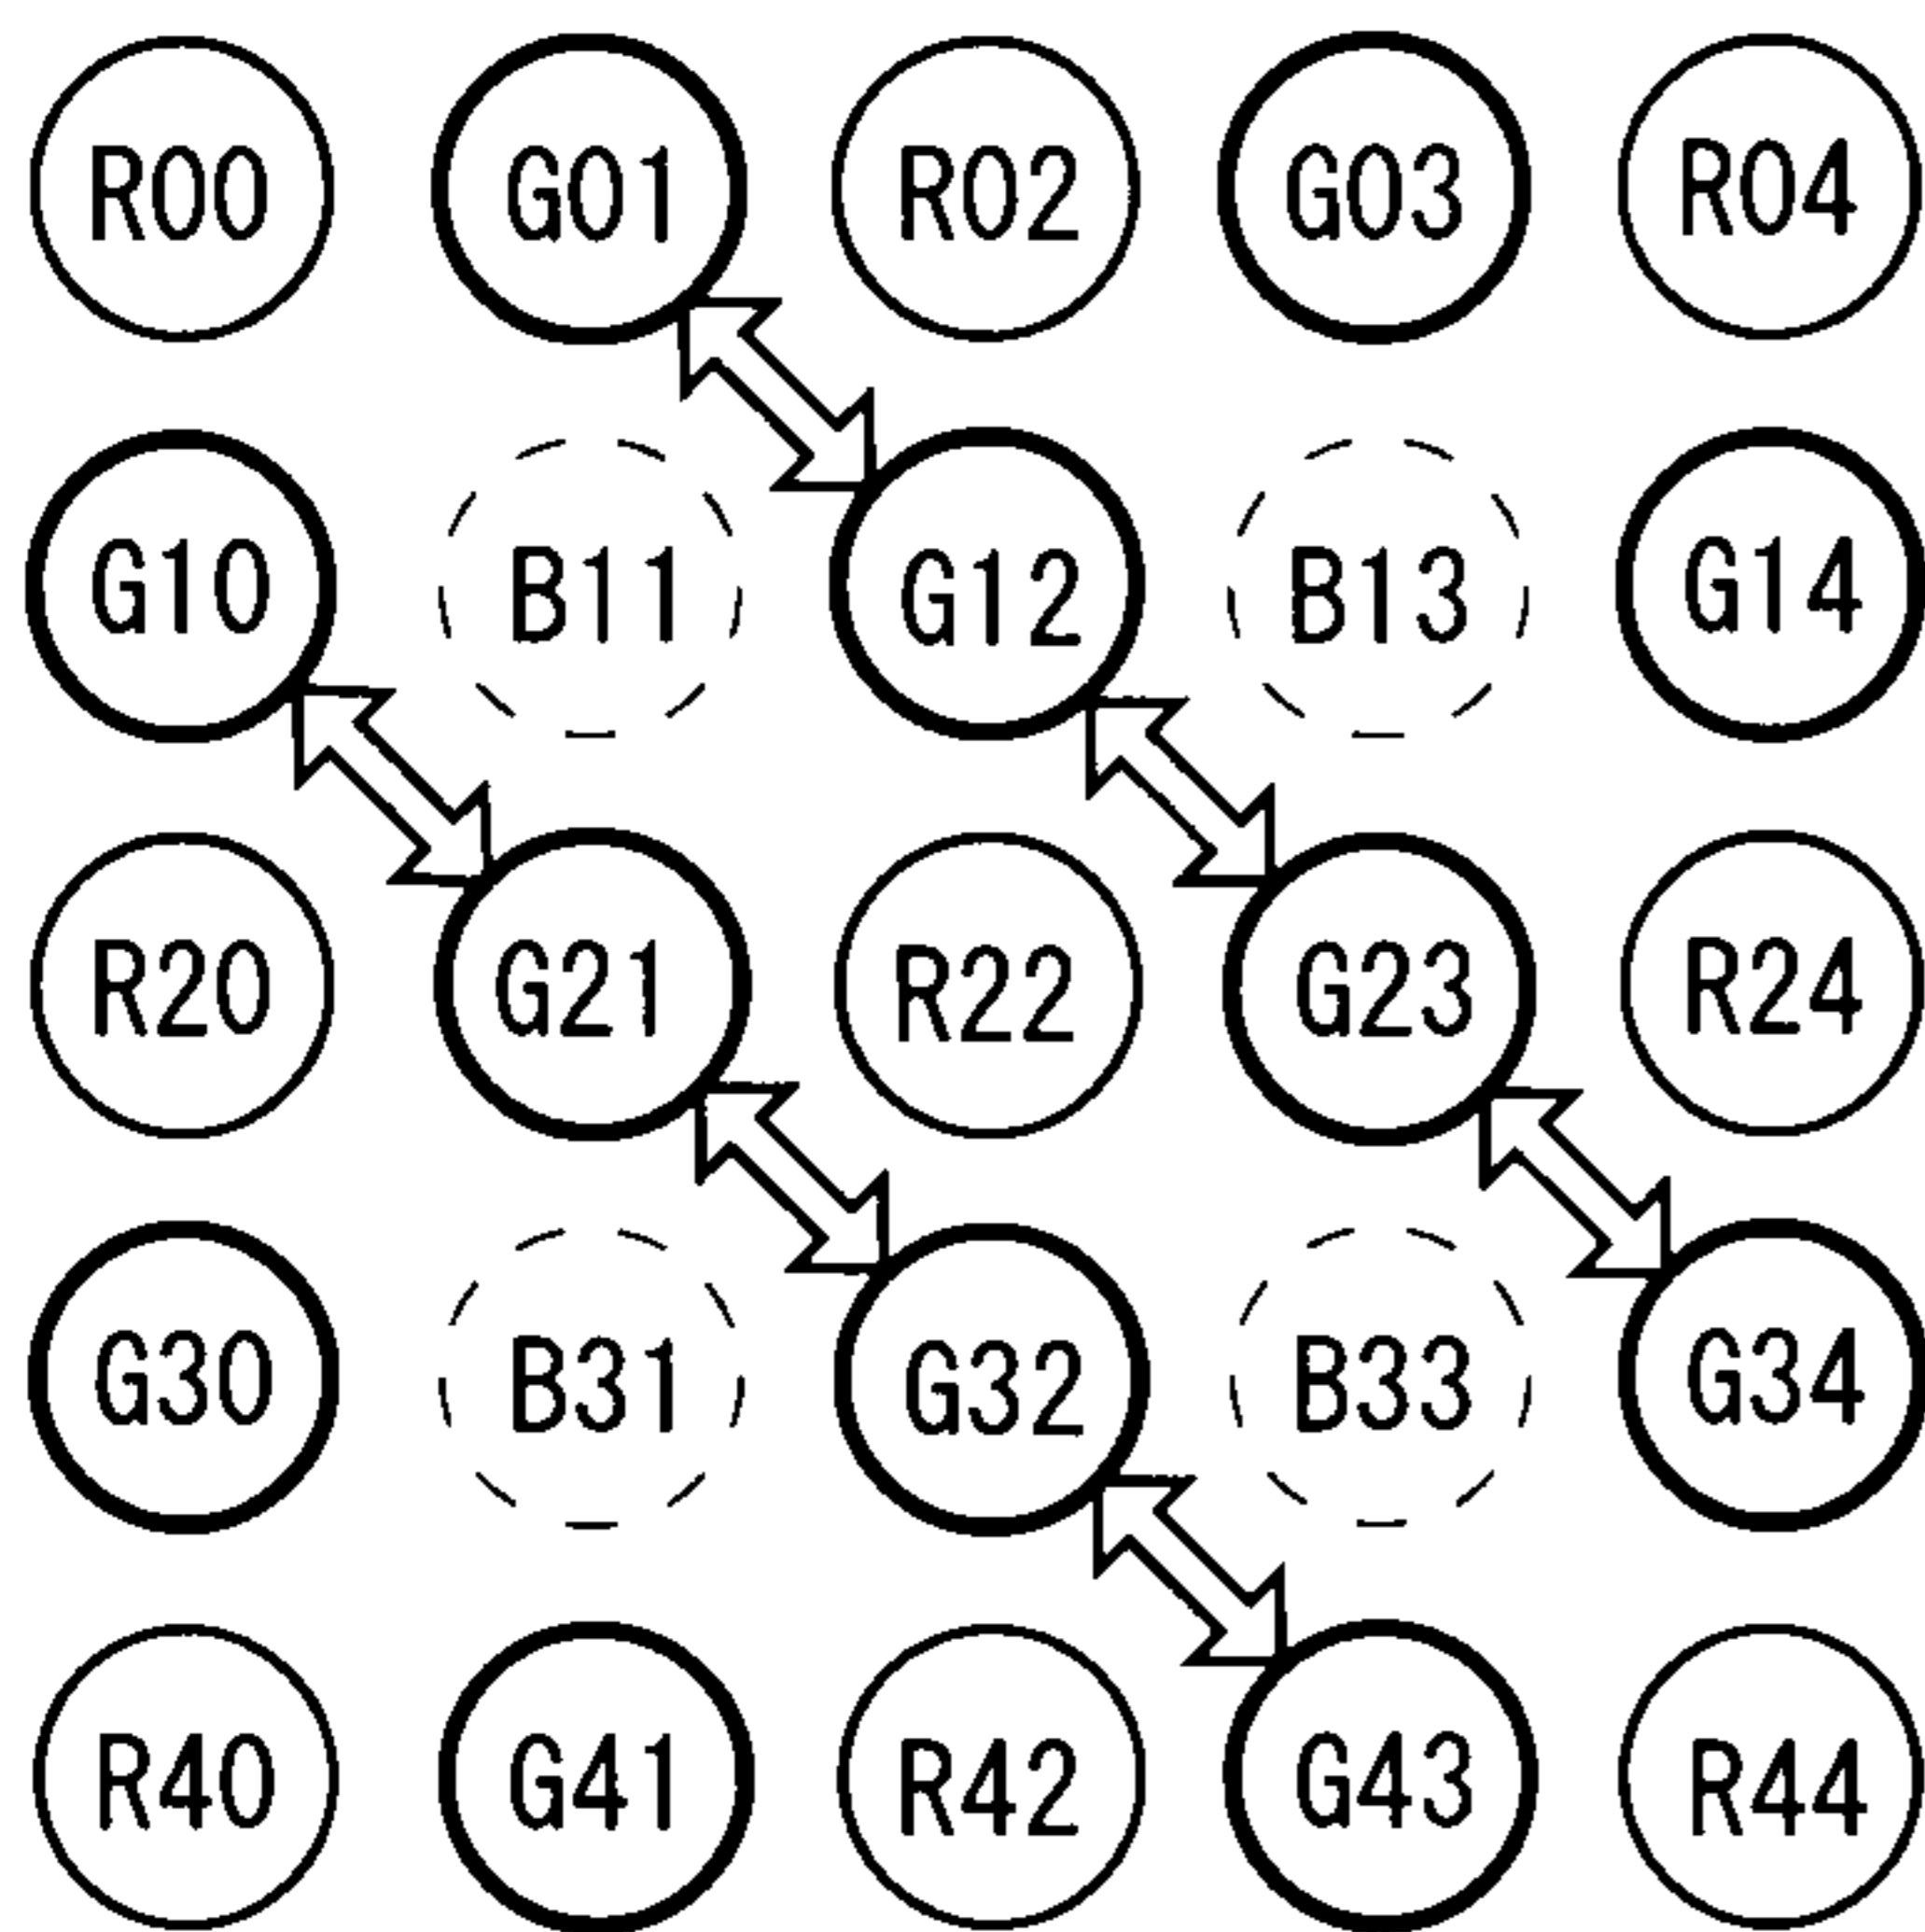 R00 G01 R02 G03 R04
G10 B11 G12 B13 G14
R20 G21 R22 G23 R24
G30 B31 G32 B33 G34
R40 G41 R42 G43 R44